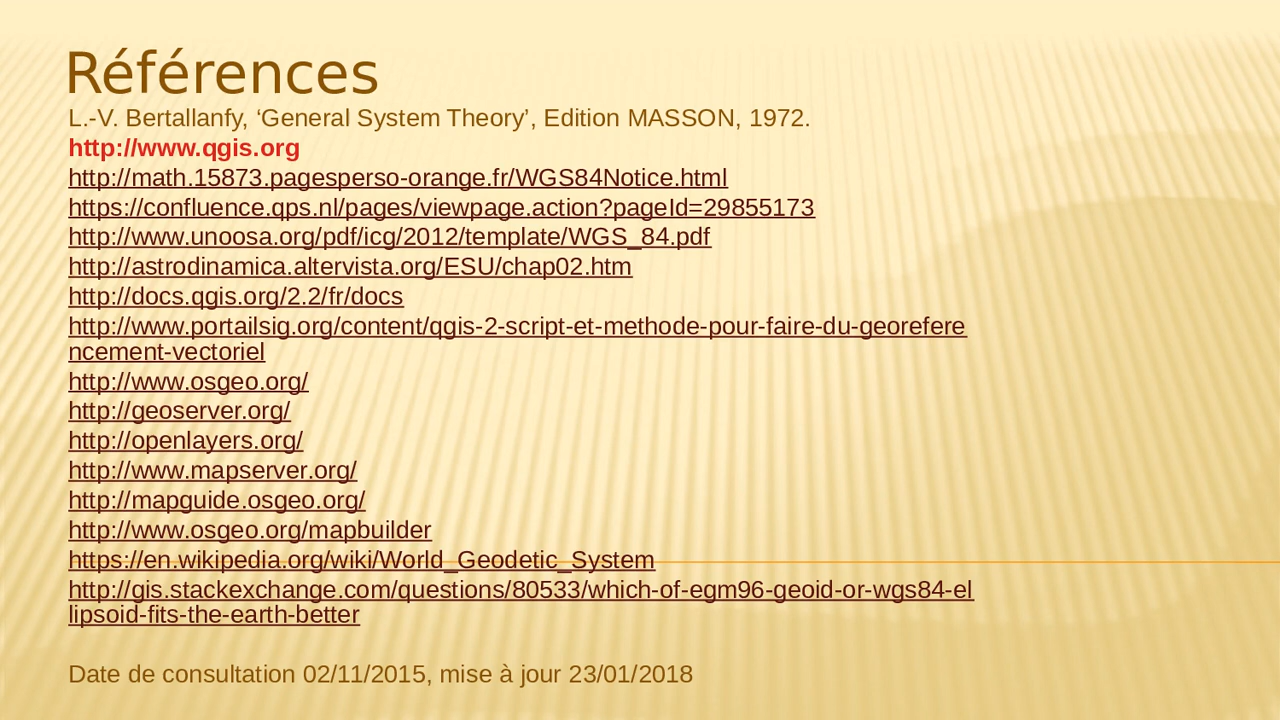 Références
L.-V. Bertallanfy, ‘General System Theory’, Edition MASSON, 1972.
http://www.qgis.org
http://math.15873.pagesperso-orange.fr/WGS84Notice.html
https://confluence.qps.nl/pages/viewpage.action?pageId=29855173
http://www.unoosa.org/pdf/icg/2012/template/WGS_84.pdf
http://astrodinamica.altervista.org/ESU/chap02.htm
http://docs.qgis.org/2.2/fr/docs
http://www.portailsig.org/content/qgis-2-script-et-methode-pour-faire-du-georefere
ncement-vectoriel
http://www.osgeo.org/
http://geoserver.org/
http://openlayers.org/
http://www.mapserver.org/
http://mapguide.osgeo.org/
http://www.osgeo.org/mapbuilder
https://en.wikipedia.org/wiki/World_Geodetic_System
http://gis.stackexchange.com/questions/80533/which-of-egm96-geoid-or-wgs84-el
lipsoid-fits-the-earth-better
Date de consultation 02/11/2015, mise à jour 23/01/2018